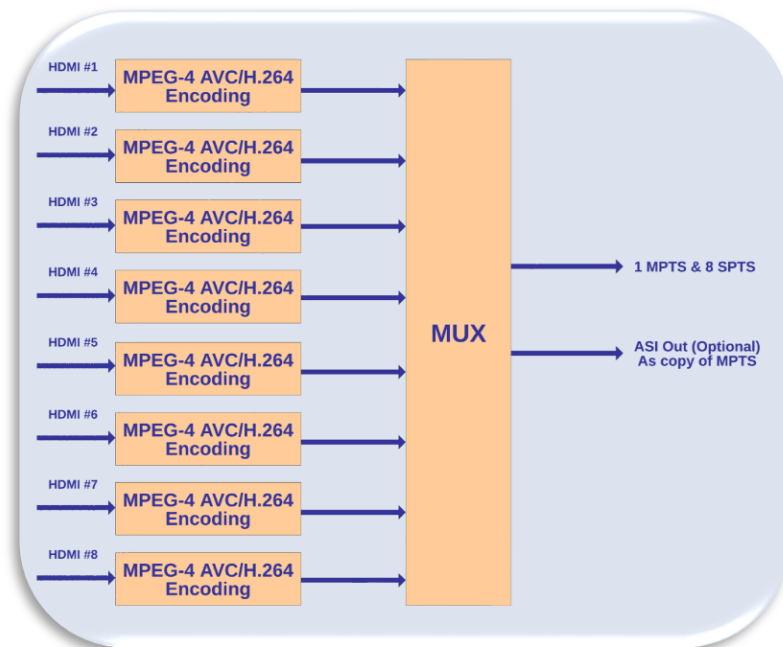 HDMI #1
MPEG-4 AVC/H.264
Encoding
HDMI #2
MPEG-4 AVC/H.264
Encoding
HDMI #3
MPEG-4 AVC/H.264
Encoding
HDMI #4
MPEG-4 AVC/H.264
Encoding
HDMI #5
MPEG-4 AVC/H.264
Encoding
HDMI #6
MPEG-4 AVC/H.264
Encoding
HDMI #7
MPEG-4 AVC/H.264
Encoding
HDMI #8
MPEG-4 AVC/H.264
Encoding
MUX
1 MPTS & 8 SPTS
ASI Out (Optional)
As copy of MPTS